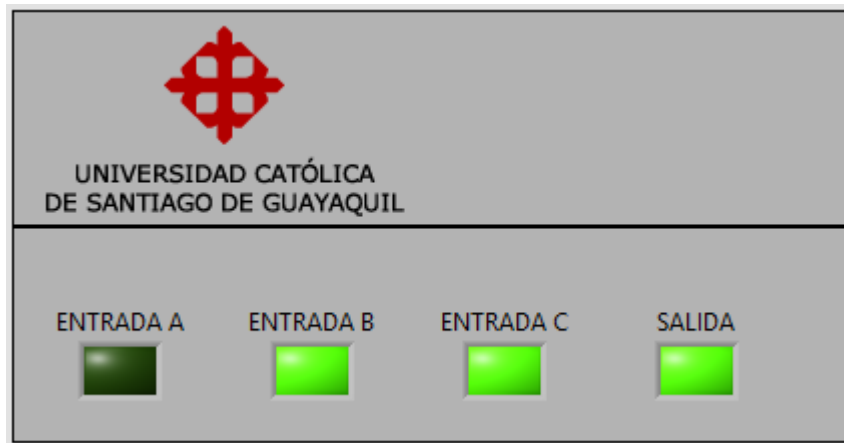 UNIVERSIDAD CATÓLICA
DE SANTIAGO DE GUAYAQUIL
ENTRADA A ENTRADA B ENTRADA C SALIDA